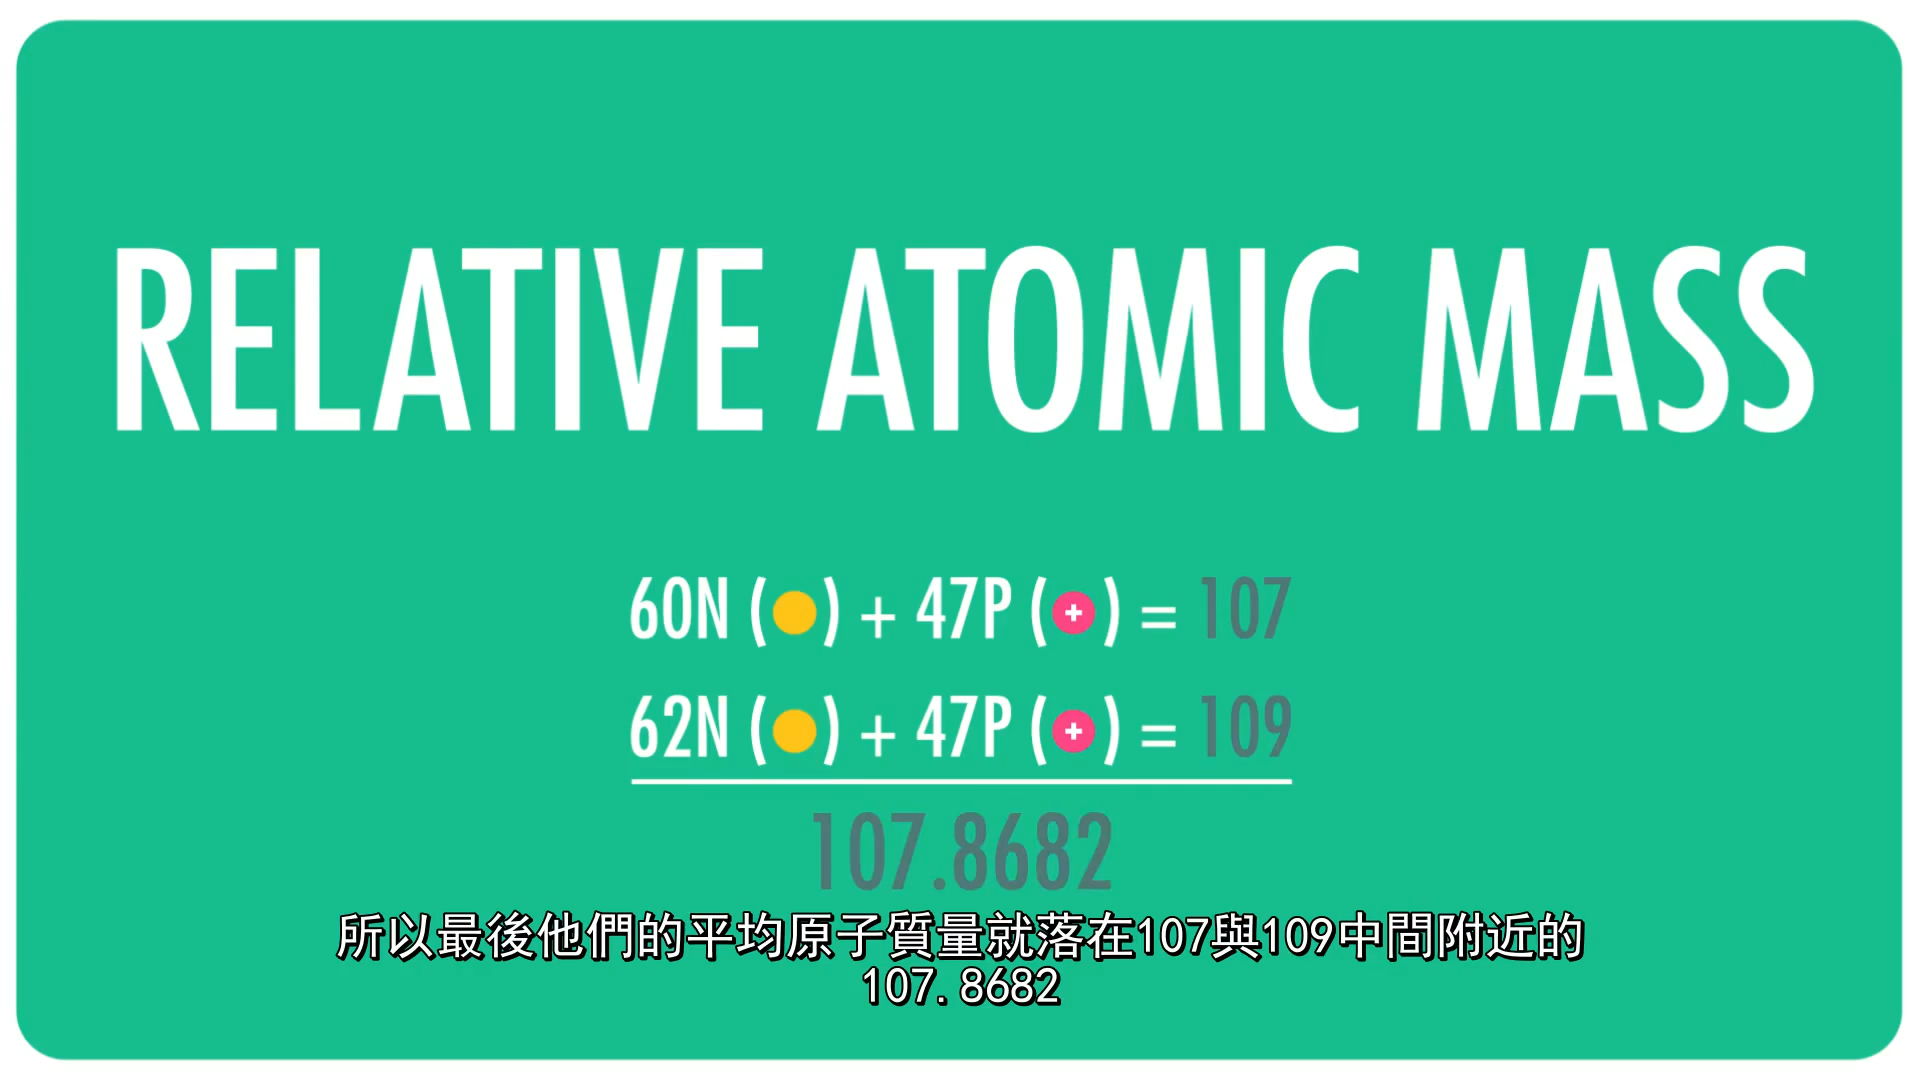 RELATIVE ATOMIC MASS
60N ( ) + 47P (+) = 107
62N ( ) + 47P (+) = 109
107.8682
所以最後他們的平均原子質量就落在107與109中間附近的
107.8682